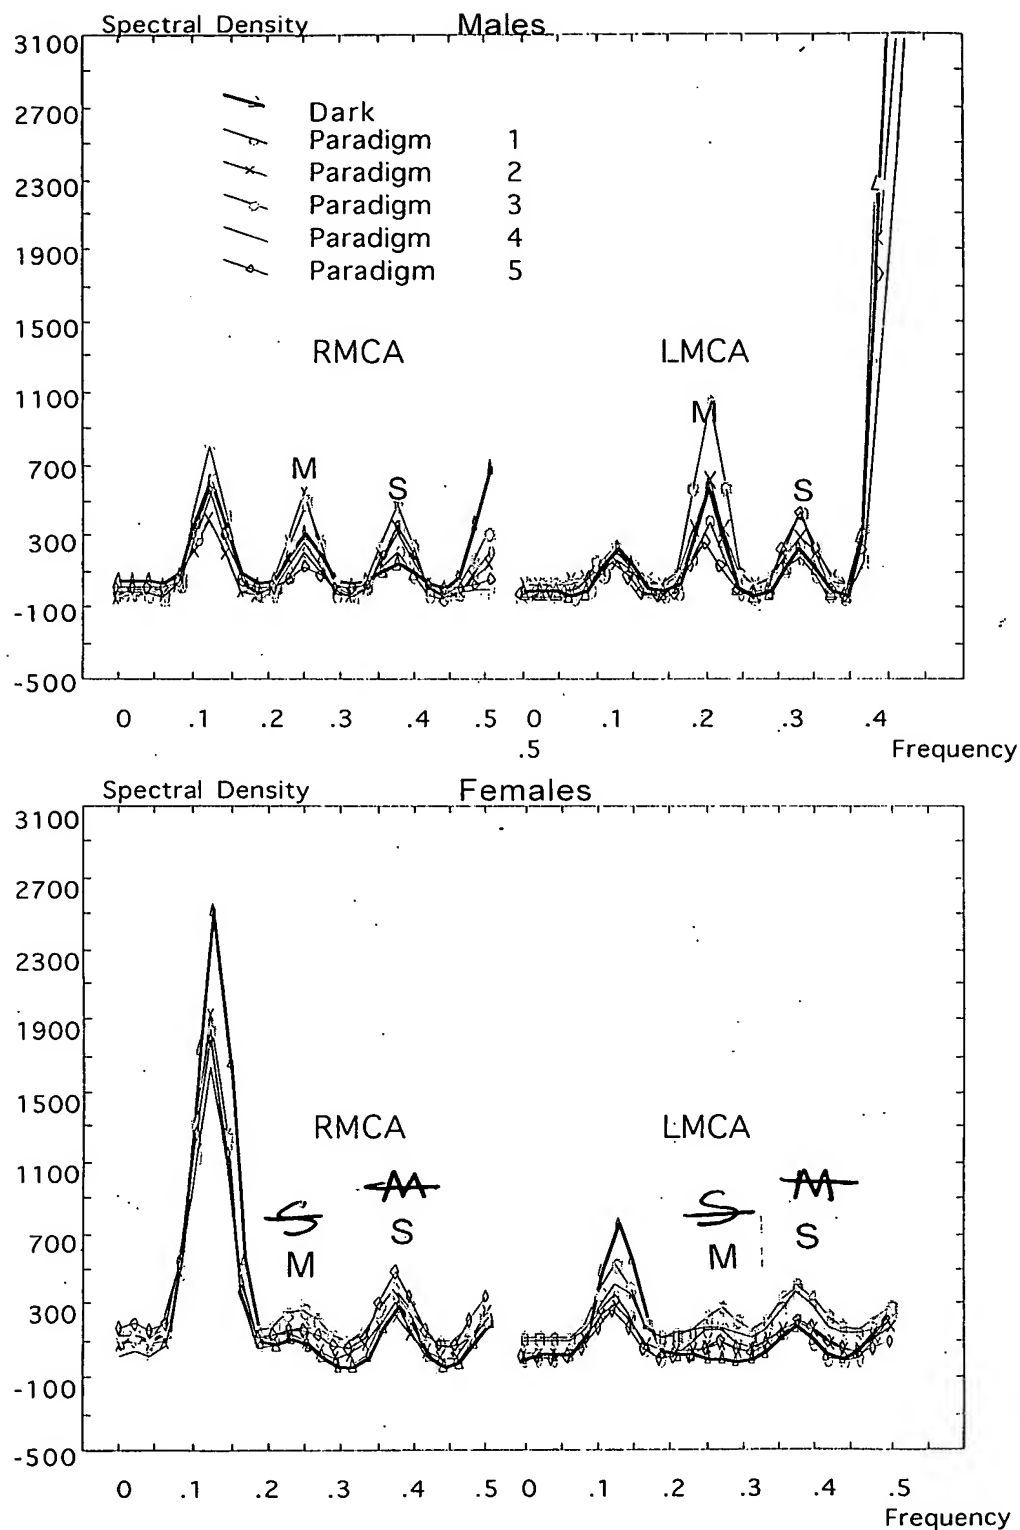 Spectral Density Males
3100
2700
2300
1900
1500
1100
700
300
-100
-500
Dark
Paradigm 1
Paradigm 2
Paradigm 3
Paradigm 4
Paradigm 5
RMCA LMCA
M S M S
0 .1 .2 .3 .4 .5 0 .1 .2 .3 .4
.5 Frequency
Spectral Density Females
3100
2700
2300
1900
1500
1100
700
300
-100
-500
RMCA LMCA
S M S M
M S M S
0 .1 .2 .3 .4 .5 0 .1 .2 .3 .4 .5
Frequency